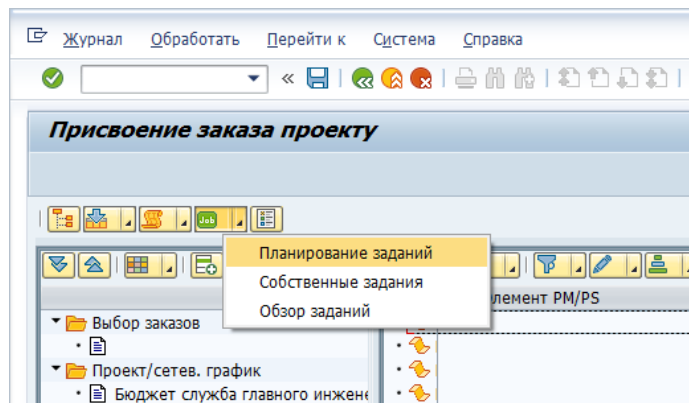 Журнал Обработать Перейти к Система Справка
Присвоение заказа проекту
Job
Планирование заданий
Собственные задания
Обзор заданий
лемент PM/PS
Выбор заказов
Проект/сетев. график
Бюджет служба главного инжене